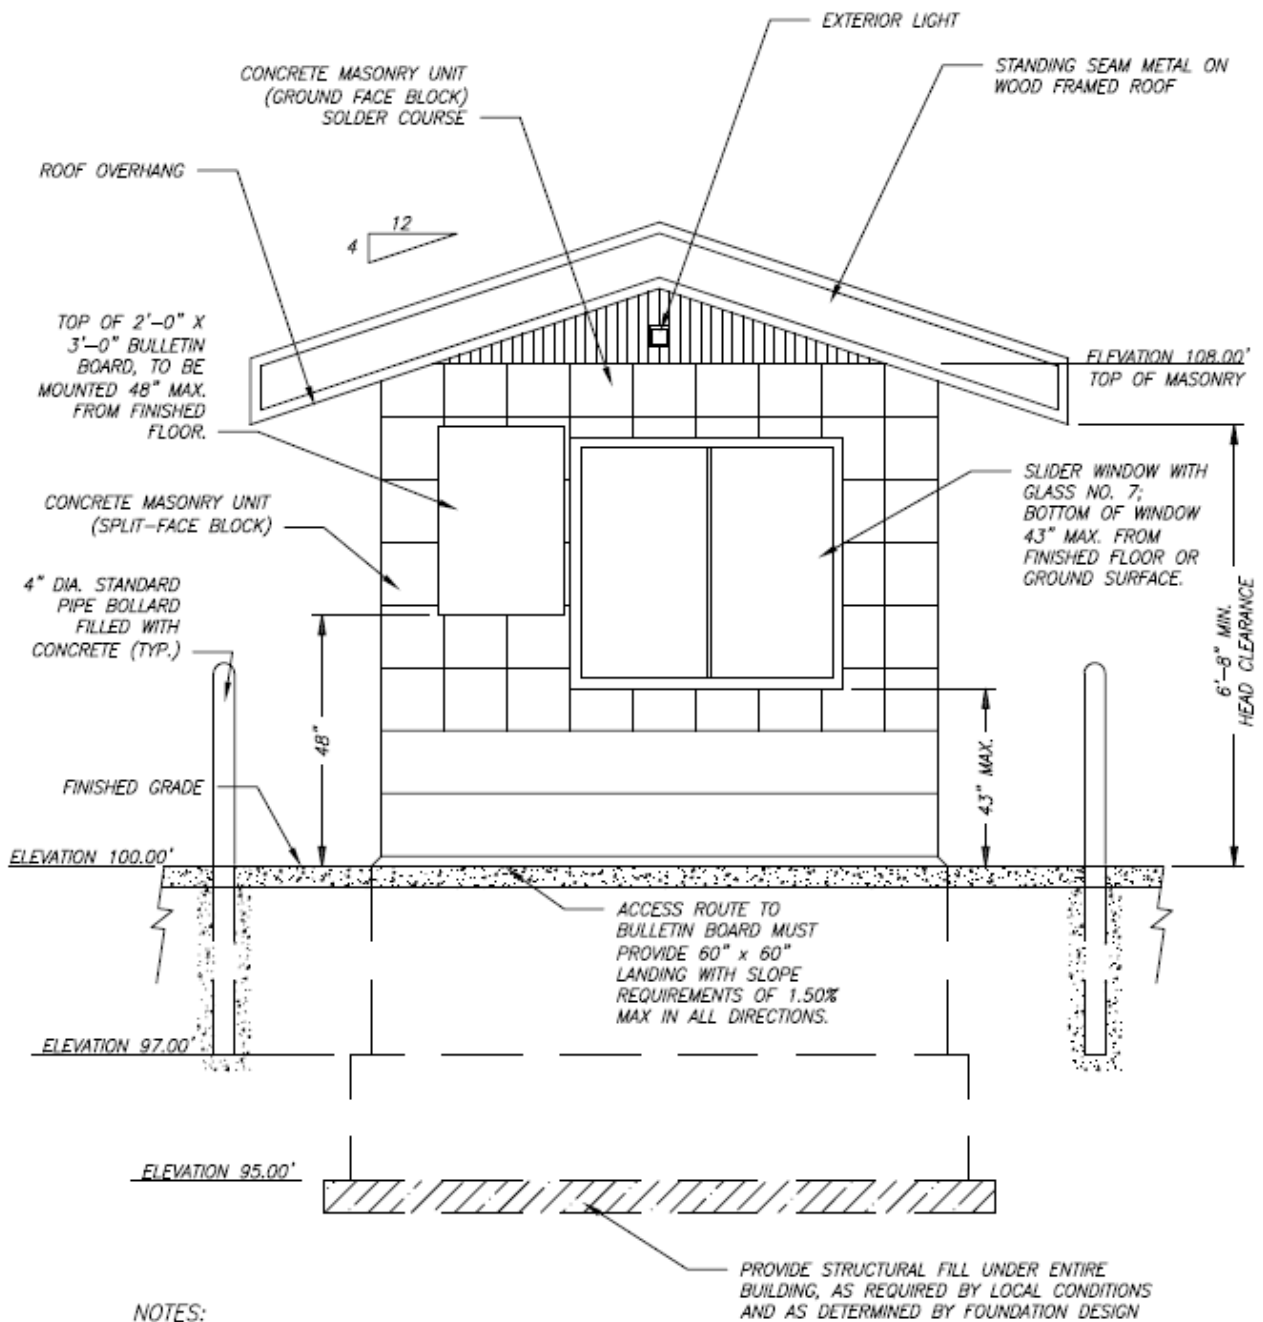 EXTERIOR LIGHT
CONCRETE MASONRY UNIT
(GROUND FACE BLOCK)
SOLDER COURSE
STANDING SEAM METAL ON
WOOD FRAMED ROOF
ROOF OVERHANG
12
4
TOP OF 2'-0" X
3'-0" BULLETIN
BOARD, TO BE
MOUNTED 48" MAX.
FROM FINISHED
FLOOR.
ELEVATION 108.00'
TOP OF MASONRY
SLIDER WINDOW WITH
GLASS NO. 7;
BOTTOM OF WINDOW
43" MAX. FROM
FINISHED FLOOR OR
GROUND SURFACE.
CONCRETE MASONRY UNIT
(SPLIT-FACE BLOCK)
4" DIA. STANDARD
PIPE BOLLARD
FILLED WITH
CONCRETE (TYP.)
6'-8" MIN.
HEAD CLEARANCE
48"
43" MAX.
FINISHED GRADE
ELEVATION 100.00'
ACCESS ROUTE TO
BULLETIN BOARD MUST
PROVIDE 60" x 60"
LANDING WITH SLOPE
REQUIREMENTS OF 1.50%
MAX IN ALL DIRECTIONS.
ELEVATION 97.00'
ELEVATION 95.00'
PROVIDE STRUCTURAL FILL UNDER ENTIRE
BUILDING, AS REQUIRED BY LOCAL CONDITIONS
AND AS DETERMINED BY FOUNDATION DESIGN
NOTES: